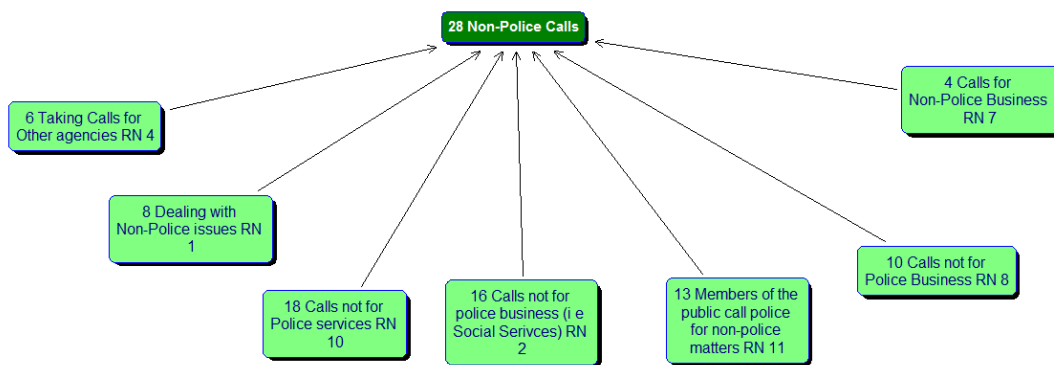 28 Non-Police Calls
4 Calls for
Non-Police Business
RN 7
6 Taking Calls for
Other agencies RN 4
8 Dealing with
Non-Police issues RN
1
10 Calls not for
Police Business RN 8
18 Calls not for
Police services RN
10
16 Calls not for
police business (i e
Social Serivces) RN
2
13 Members of the
public call police
for non-police
matters RN 11